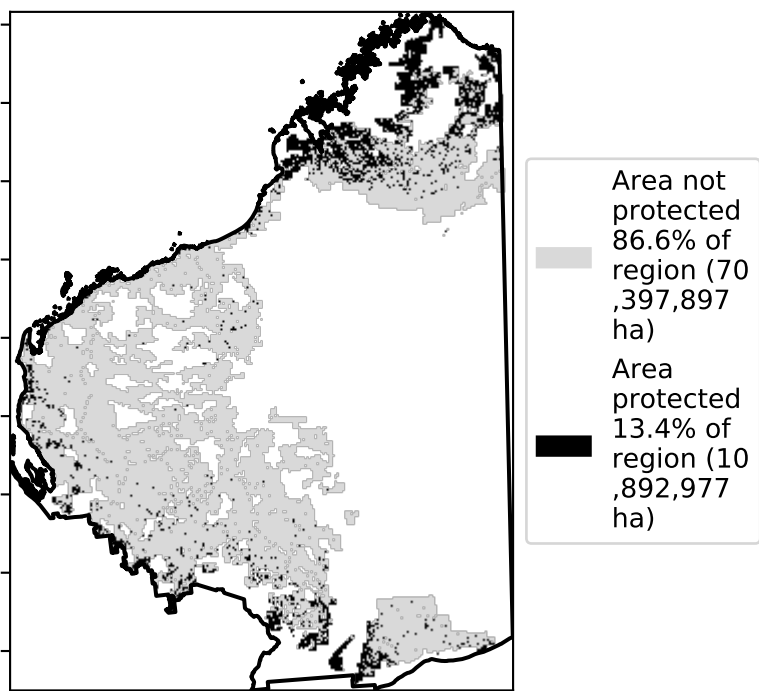 Area not
protected
86.6% of
region (70
,397,897
ha)
Area
protected
13.4% of
region (10
,892,977
ha)